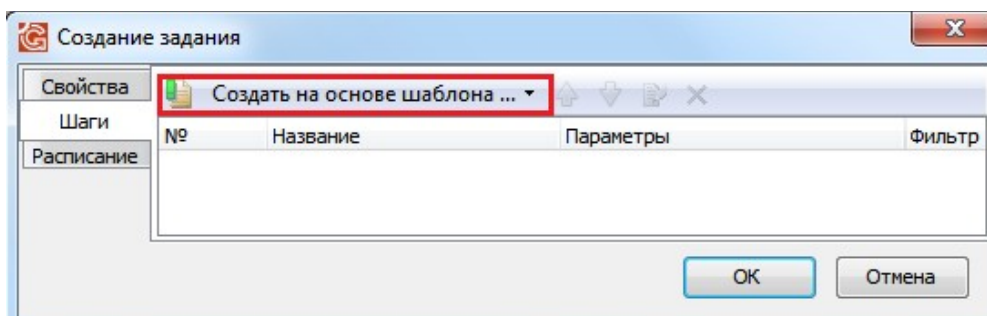 Создание задания
Свойства
Создать на основе шаблона ...
Шаги
№ Название Параметры Фильтр
Расписание
OK Отмена